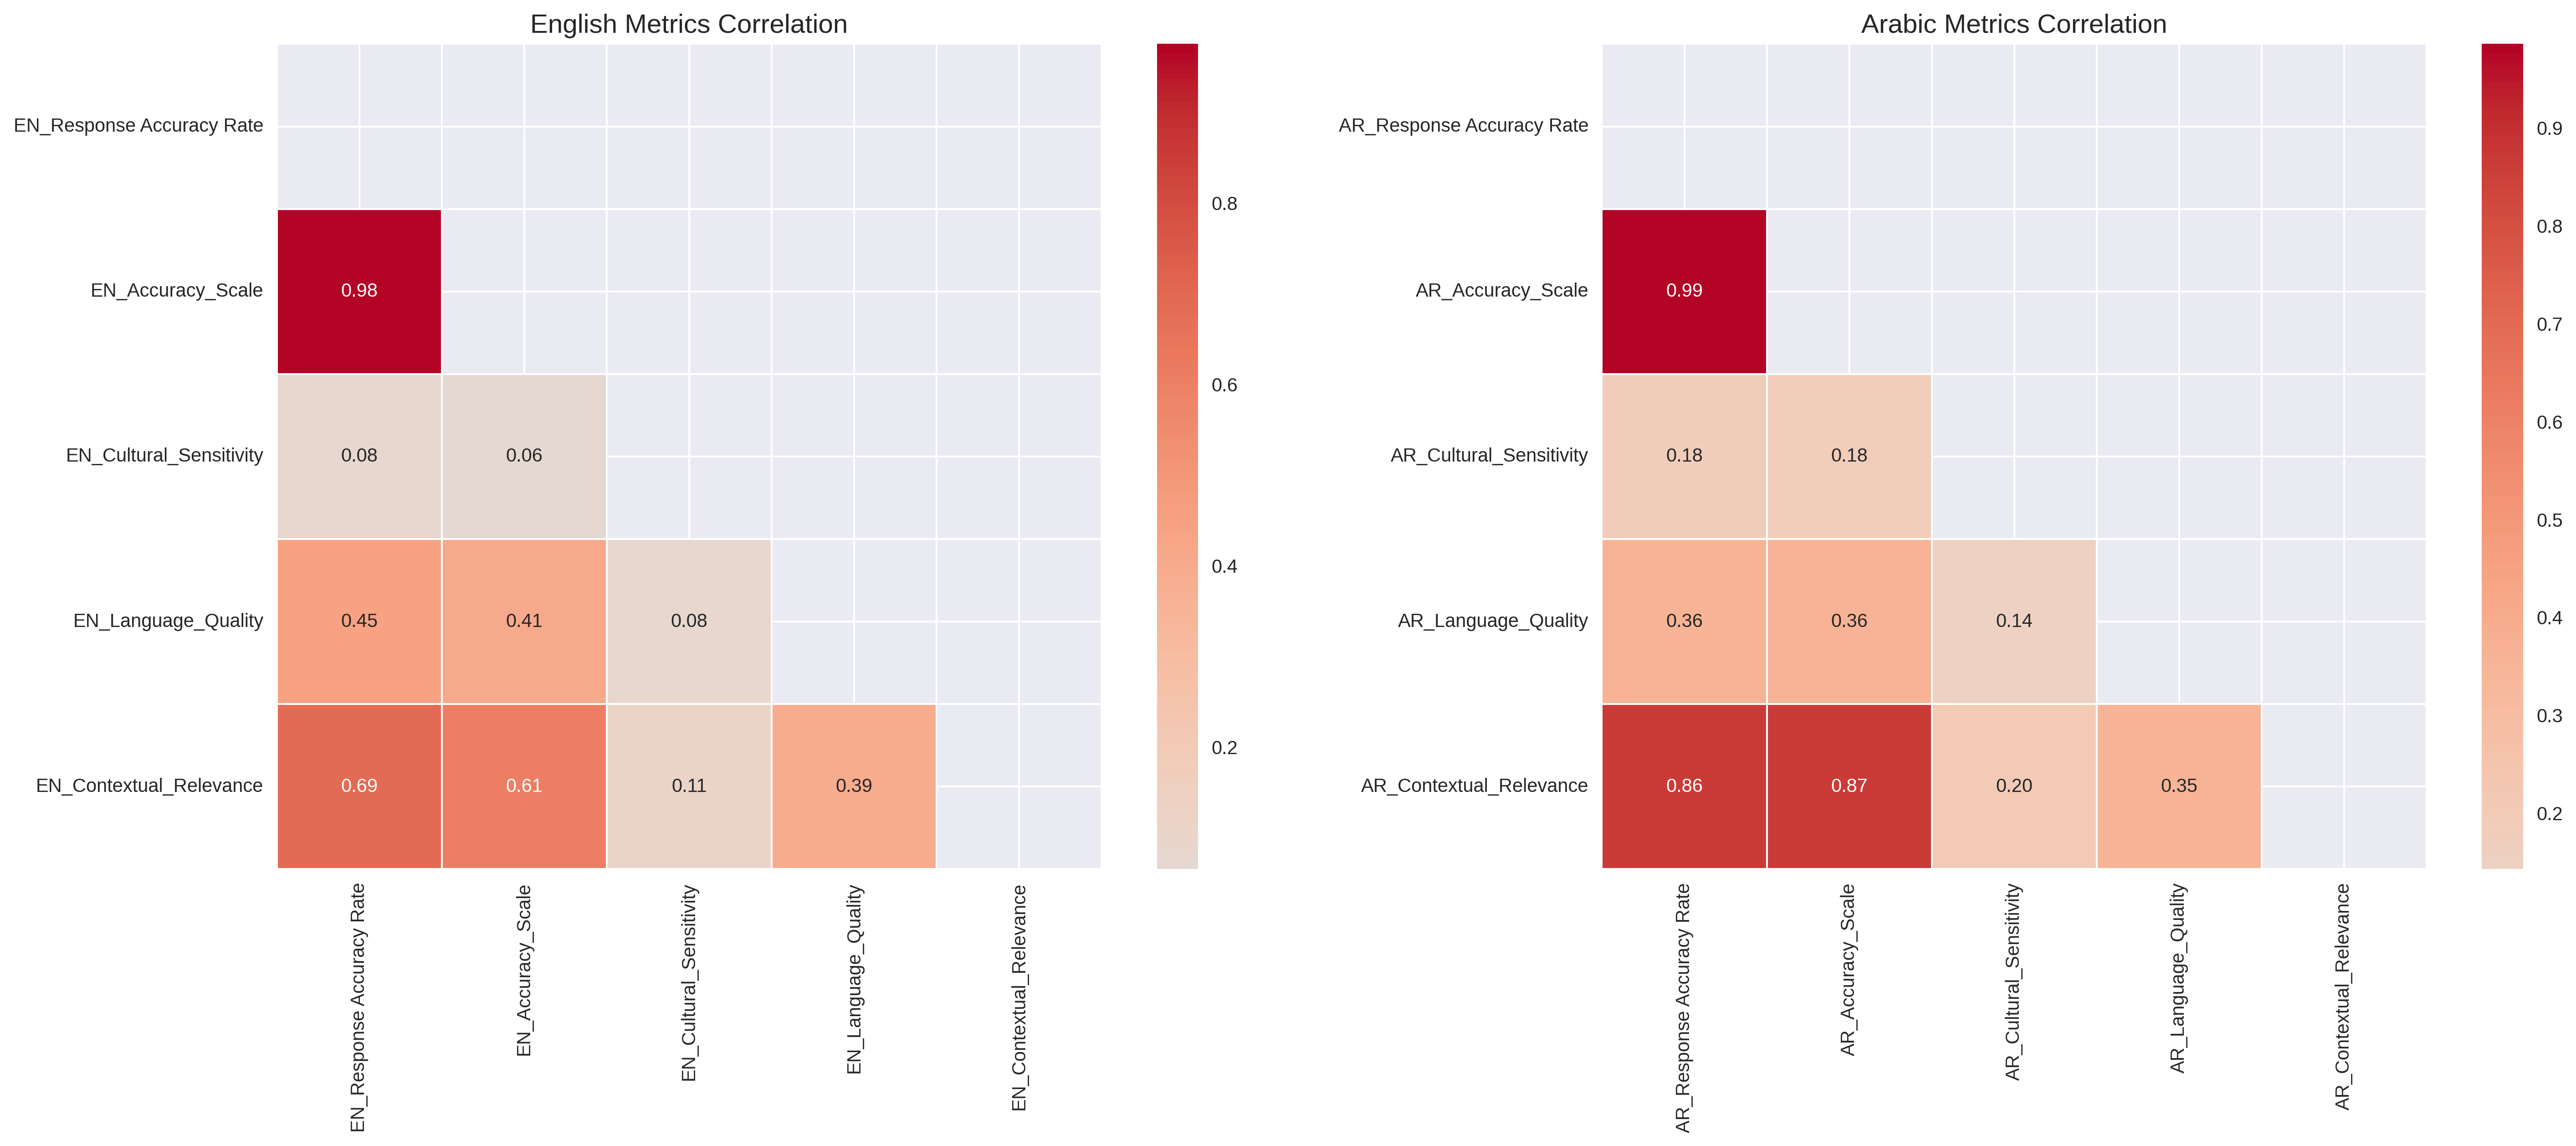 English Metrics Correlation
EN_Response Accuracy Rate
EN_Accuracy_Scale
0.98
EN_Cultural_Sensitivity
0.08 0.06
EN_Language_Quality
0.45 0.41 0.08
EN_Contextual_Relevance
0.69 0.61 0.11 0.39
EN_Response Accuracy Rate
EN_Accuracy_Scale
EN_Cultural_Sensitivity
EN_Language_Quality
EN_Contextual_Relevance
0.8
0.6
0.4
0.2
Arabic Metrics Correlation
AR_Response Accuracy Rate
AR_Accuracy_Scale
0.99
AR_Cultural_Sensitivity
0.18 0.18
AR_Language_Quality
0.36 0.36 0.14
AR_Contextual_Relevance
0.86 0.87 0.20 0.35
AR_Response Accuracy Rate
AR_Accuracy_Scale
AR_Cultural_Sensitivity
AR_Language_Quality
AR_Contextual_Relevance
0.9
0.8
0.7
0.6
0.5
0.4
0.3
0.2